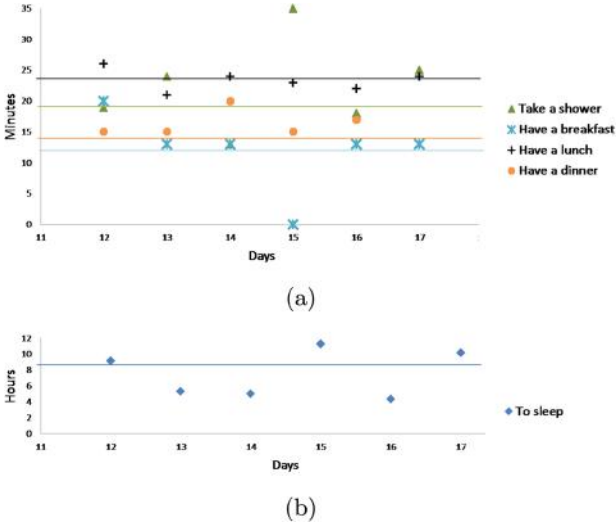 35
30
25
20
15
10
5
0
Minutes
11 12 13 14 15 16 17
Days
Take a shower
Have a breakfast
Have a lunch
Have a dinner
(a)
12
10
8
6
4
2
0
Hours
11 12 13 14 15 16 17
Days
To sleep
(b)